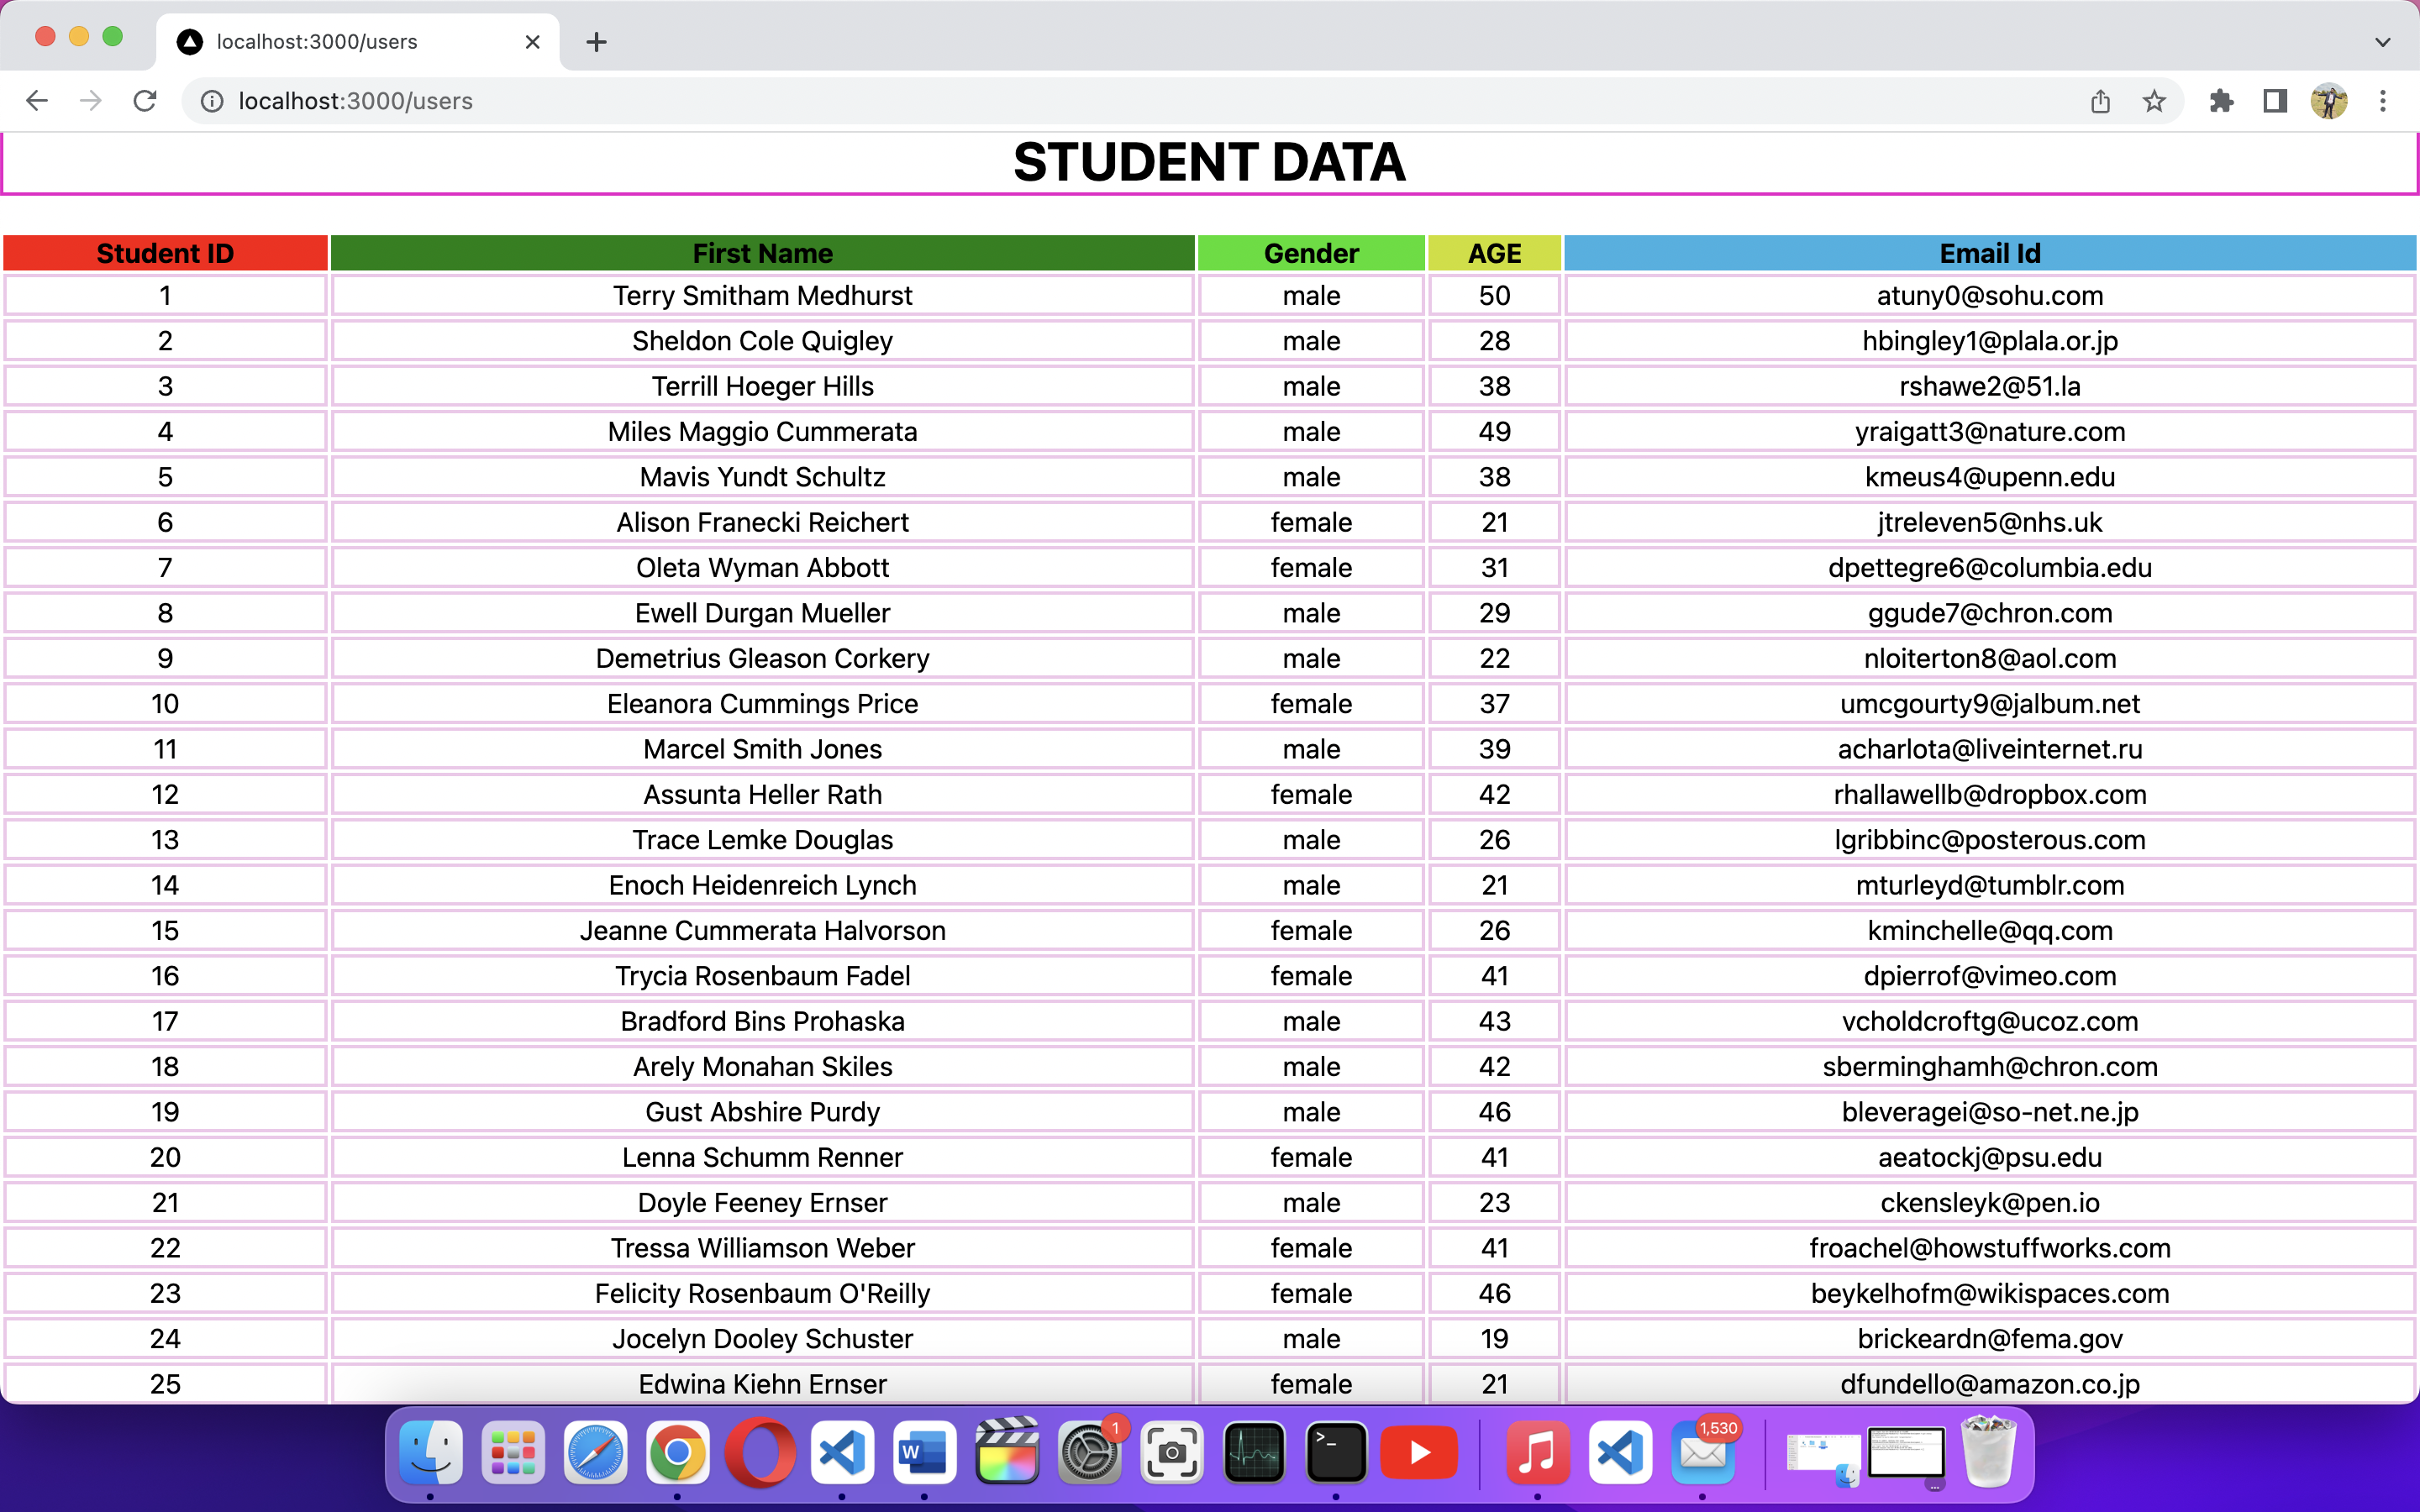 localhost:3000/users
localhost:3000/users
STUDENT DATA
Student ID First Name Gender AGE Email Id
1 Terry Smitham Medhurst male 50 atuny0@sohu.com
2 Sheldon Cole Quigley male 28 hbingley1@plala.or.jp
3 Terrill Hoeger Hills male 38 rshawe2@51.la
4 Miles Maggio Cummerata male 49 yraigatt3@nature.com
5 Mavis Yundt Schultz male 38 kmeus4@upenn.edu
6 Alison Franecki Reichert female 21 jtreleven5@nhs.uk
7 Oleta Wyman Abbott female 31 dpettegre6@columbia.edu
8 Ewell Durgan Mueller male 29 ggude7@chron.com
9 Demetrius Gleason Corkery male 22 nloiterton8@aol.com
10 Eleanora Cummings Price female 37 umcgourty9@jalbum.net
11 Marcel Smith Jones male 39 acharlota@liveinternet.ru
12 Assunta Heller Rath female 42 rhallawellb@dropbox.com
13 Trace Lemke Douglas male 26 lgribbinc@posterous.com
14 Enoch Heidenreich Lynch male 21 mturleyd@tumblr.com
15 Jeanne Cummerata Halvorson female 26 kminchelle@qq.com
16 Trycia Rosenbaum Fadel female 41 dpierrof@vimeo.com
17 Bradford Bins Prohaska male 43 vcholdcroftg@ucoz.com
18 Arely Monahan Skiles male 42 sberminghamh@chron.com
19 Gust Abshire Purdy male 46 bleveragei@so-net.ne.jp
20 Lenna Schumm Renner female 41 aeatockj@psu.edu
21 Doyle Feeney Ernser male 23 ckensleyk@pen.io
22 Tressa Williamson Weber female 41 froachel@howstuffworks.com
23 Felicity Rosenbaum O'Reilly female 46 beykelhofm@wikispaces.com
24 Jocelyn Dooley Schuster male 19 brickeardn@fema.gov
25 Edwina Kiehn Ernser female 21 dfundello@amazon.co.jp
W 1 >_ 1,530